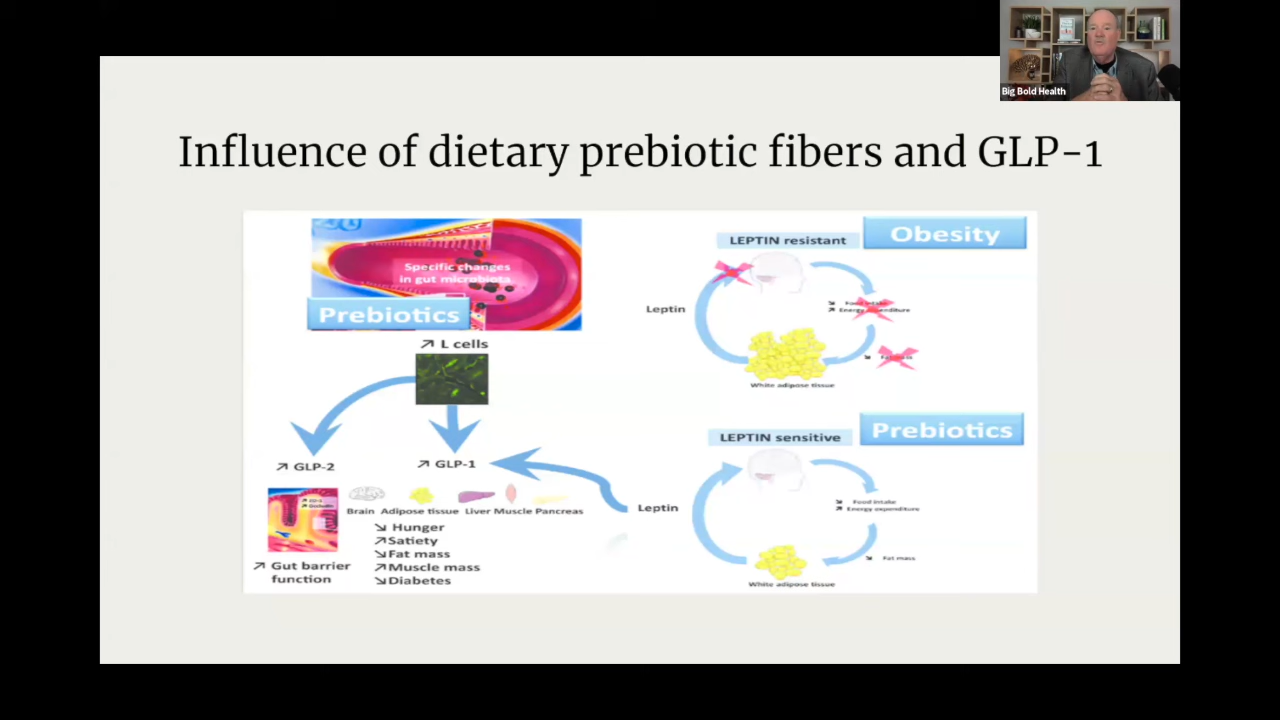 Big Bold Health
Influence of dietary prebiotic fibers and GLP-1
Specific changes
in gut microbiota
Prebiotics
↗ L cells
↗ GLP-2
↗ GLP-1
Brain Adipose tissue Liver Muscle Pancreas
↘ Hunger
↗Satiety
↘Fat mass
↗Muscle mass
↘Diabetes
↗ Gut barrier
function
Obesity
LEPTIN resistant
Leptin
↘ Food intake
↗ Energy expenditure
↘ Fat mass
White adipose tissue
Prebiotics
LEPTIN sensitive
Leptin
↘ Food intake
↗ Energy expenditure
↘ Fat mass
White adipose tissue